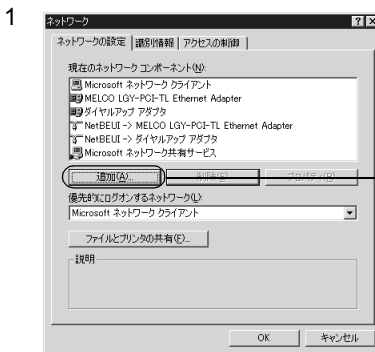 1
ネットワーク
ネットワークの設定 識別情報 アクセスの制御
現在のネットワーク コンポーネント(N):
Microsoft ネットワーク クライアント
MELCO LGY-PCI-TL Ethernet Adapter
ダイヤルアップ アダプタ
NetBEUI -> MELCO LGY-PCI-TL Ethernet Adapter
NetBEUI -> ダイヤルアップ アダプタ
Microsoft ネットワーク共有サービス
追加(A)... 削除(E) プロパティ(R)
優先的にログオンするネットワーク(L):
Microsoft ネットワーク クライアント
ファイルとプリンタの共有(F)...
説明
OK キャンセル